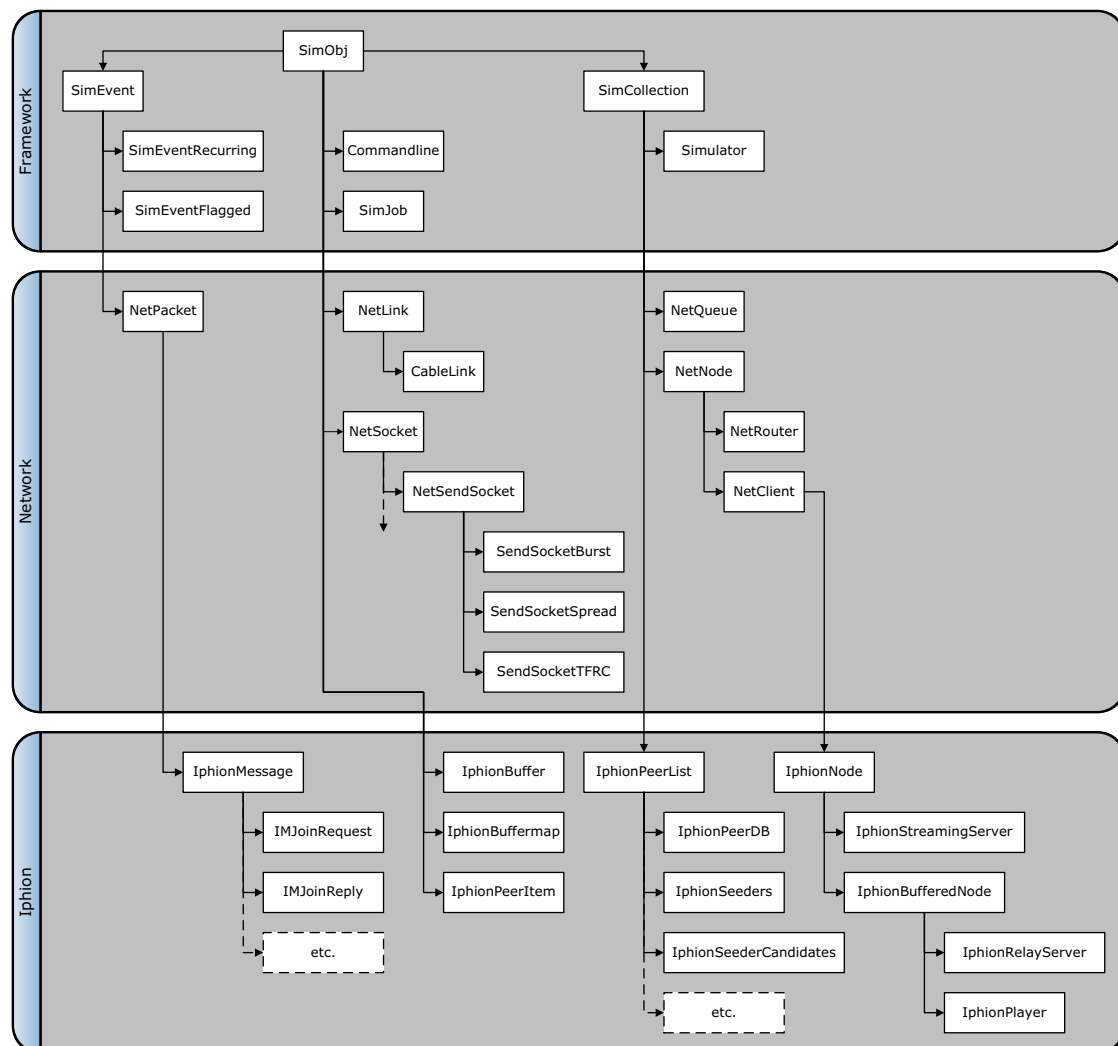 Framework
SimObj
SimEvent
SimCollection
SimEventRecurring
Commandline
Simulator
SimEventFlagged
SimJob
Network
NetPacket
NetLink
NetQueue
CableLink
NetNode
NetSocket
NetRouter
NetSendSocket
NetClient
SendSocketBurst
SendSocketSpread
SendSocketTFRC
Iphion
IphionMessage
IphionBuffer
IphionPeerList
IphionNode
IMJoinRequest
IphionBuffermap
IphionPeerDB
IphionStreamingServer
IMJoinReply
IphionPeerItem
IphionSeeders
IphionBufferedNode
etc.
IphionSeederCandidates
IphionRelayServer
etc.
IphionPlayer